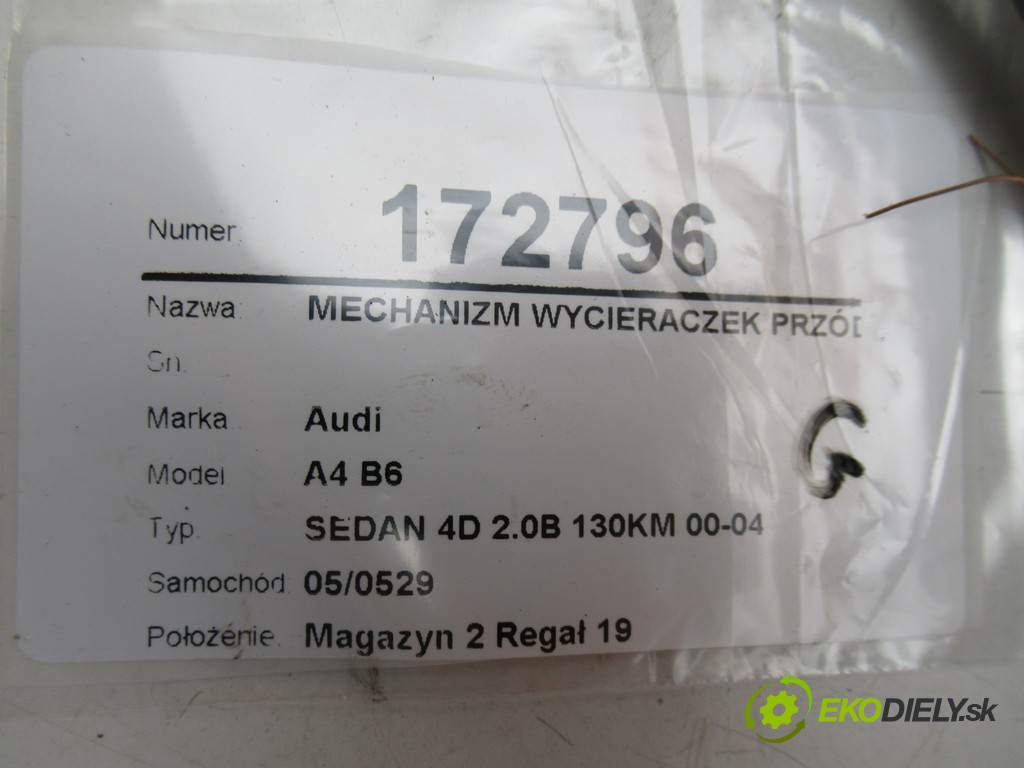 Numer 172796
Nazwa MECHANIZM WYCIERACZEK PRZÓD
Sn.
Marka Audi
Model A4 B6
Typ. SEDAN 4D 2.0B 130KM 00-04
Samochód 05/0529
Położenie. Magazyn 2 Regał 19
G
EKODIELY.sk